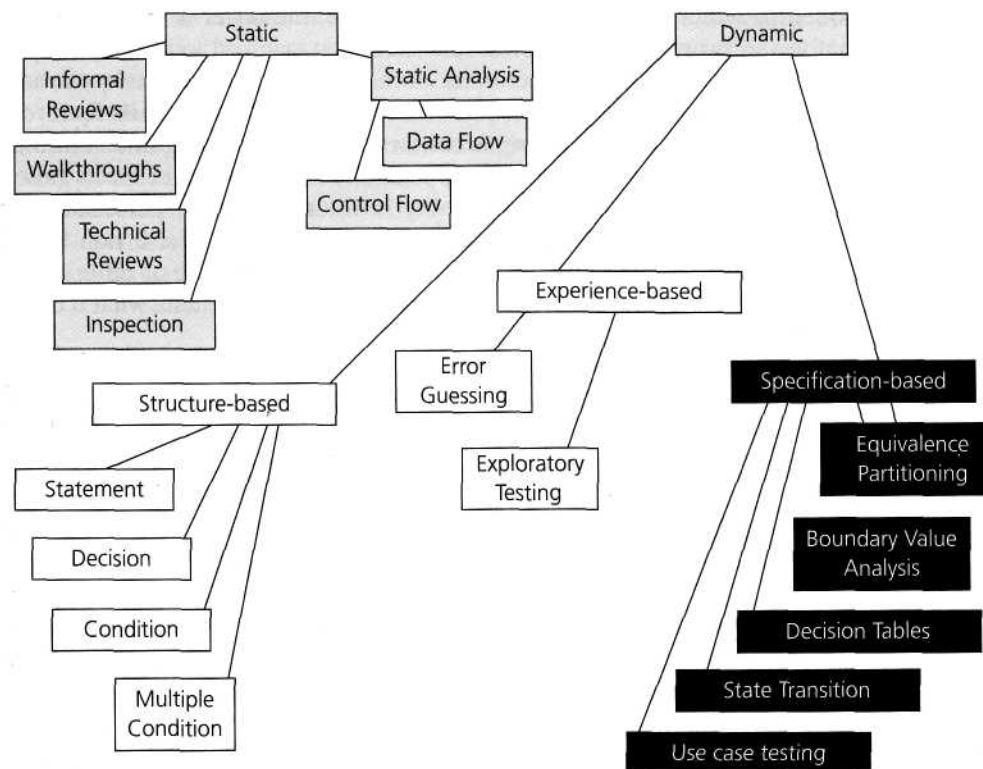 Static
Dynamic
Informal
Reviews
Static Analysis
Data Flow
Walkthroughs
Control Flow
Technical
Reviews
Inspection
Experience-based
Error
Guessing
Exploratory
Testing
Structure-based
Statement
Decision
Condition
Multiple
Condition
Specification-based
Equivalence
Partitioning
Boundary Value
Analysis
Decision Tables
State Transition
Use case testing